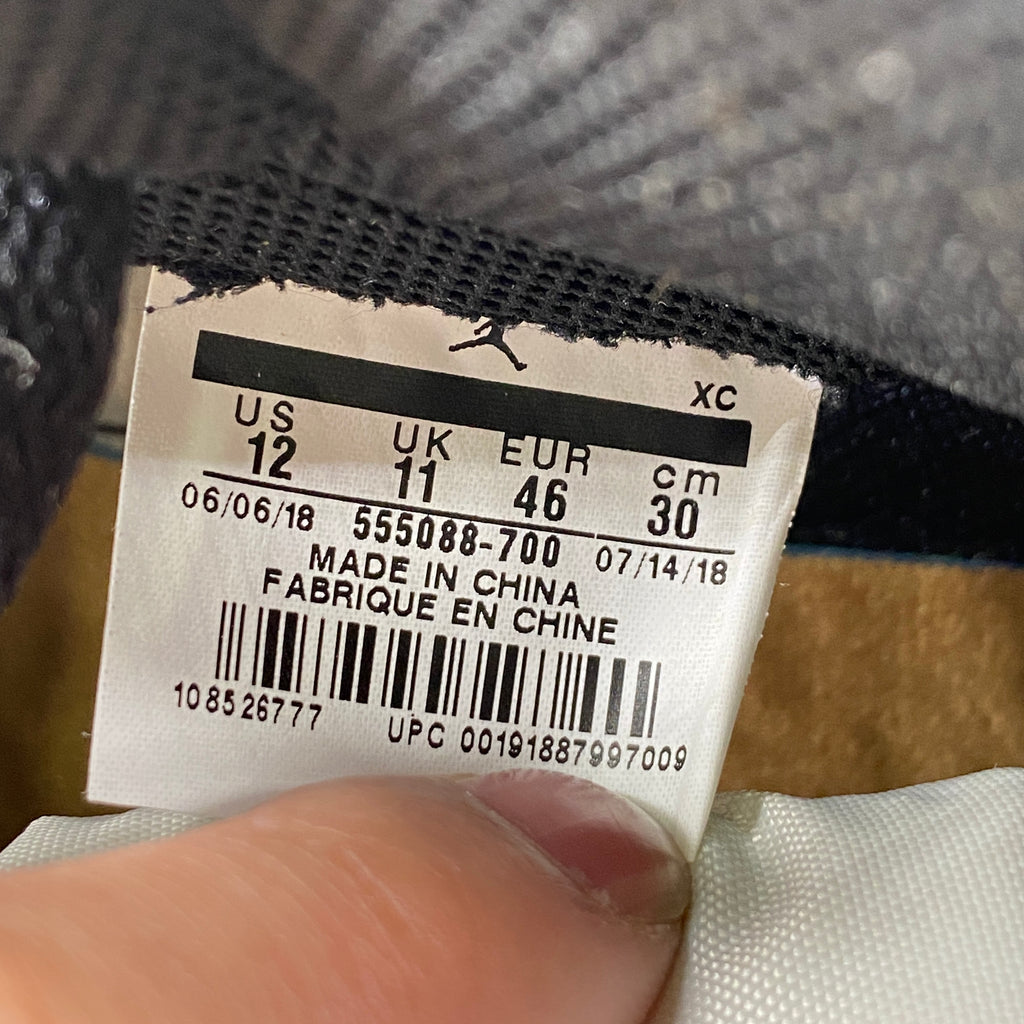 XC
US UK EUR cm
12 11 46 30
06/06/18 555088-700 07/14/18
MADE IN CHINA
FABRIQUE EN CHINE
108526777 UPC 00191887997009